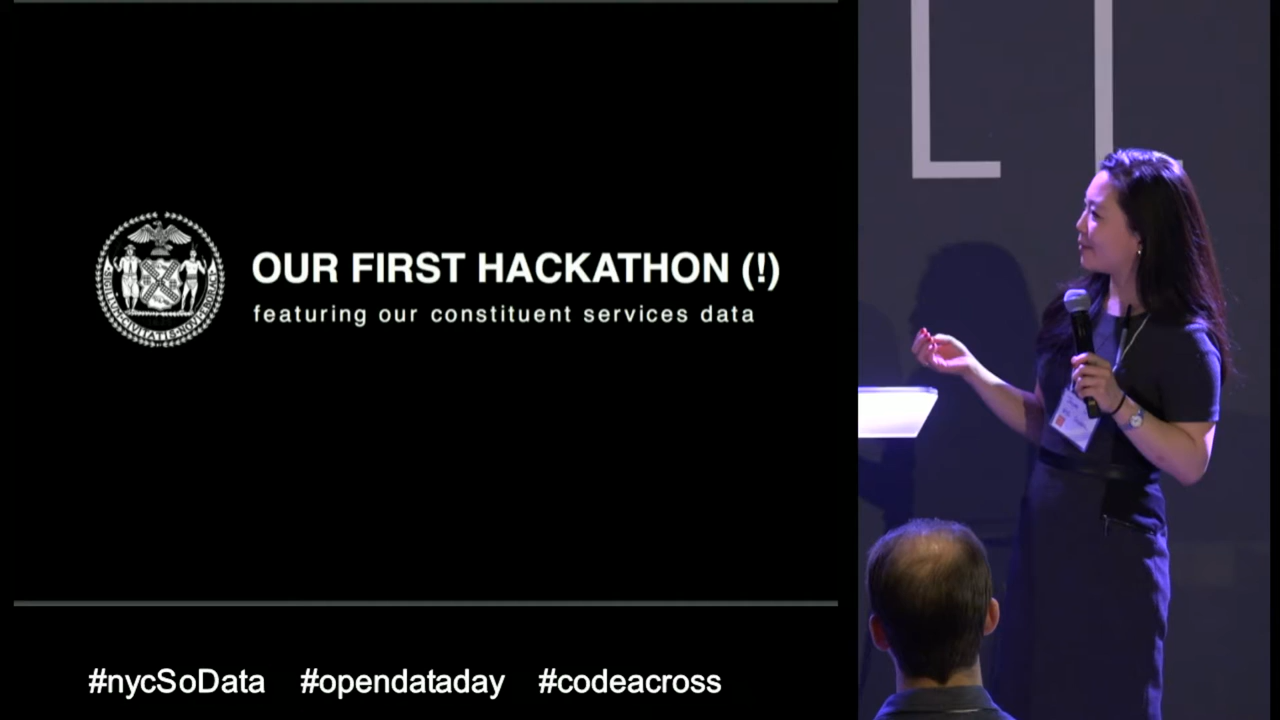 OUR FIRST HACKATHON (!)
featuring our constituent services data
#nycSoData #opendataday #codeacross